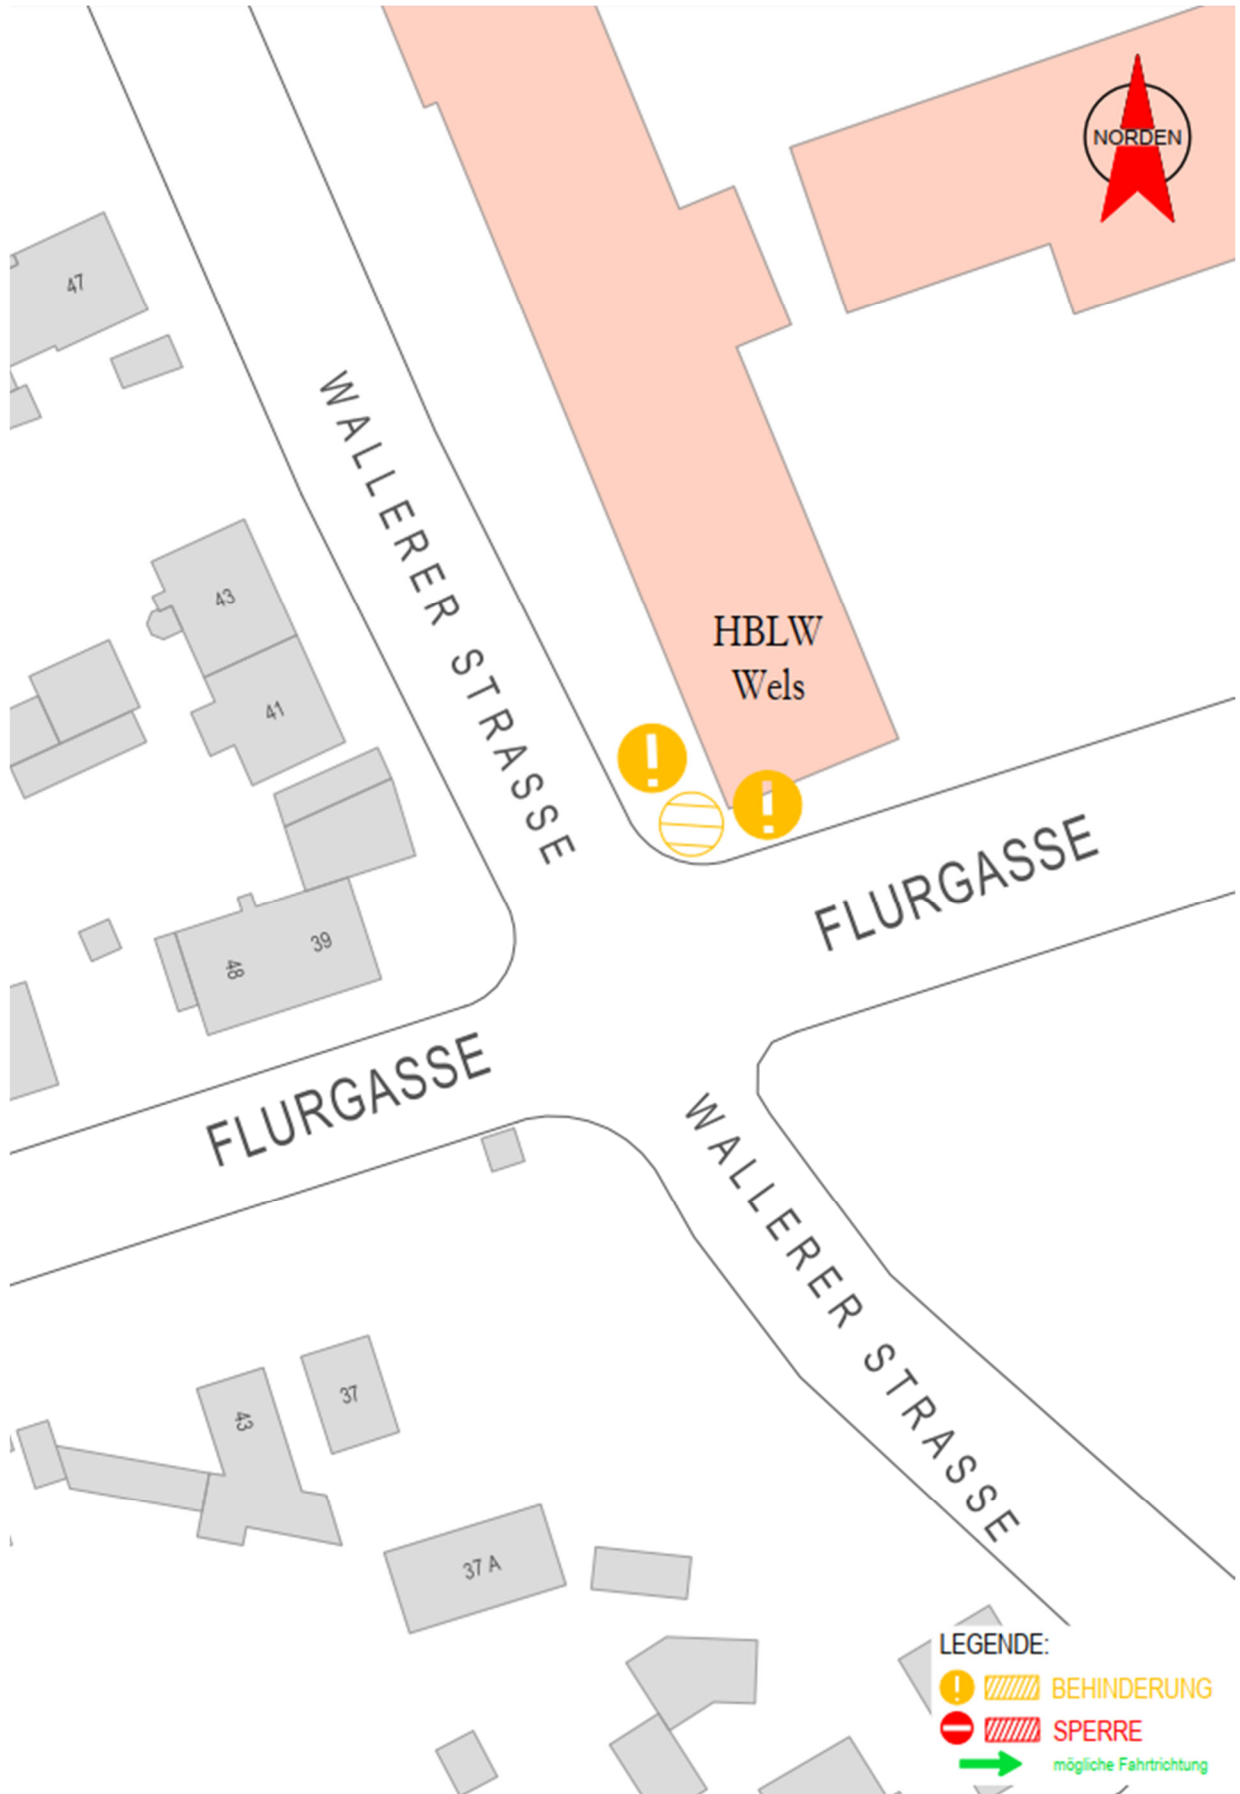 NORDEN
47
WALLERER STRASSE
43
HBLW
Wels
41
FLURGASSE
39
48
FLURGASSE
WALLERER STRASSE
37
43
37 A
LEGENDE:
BEHINDERUNG
SPERRE
mögliche Fahrtrichtung